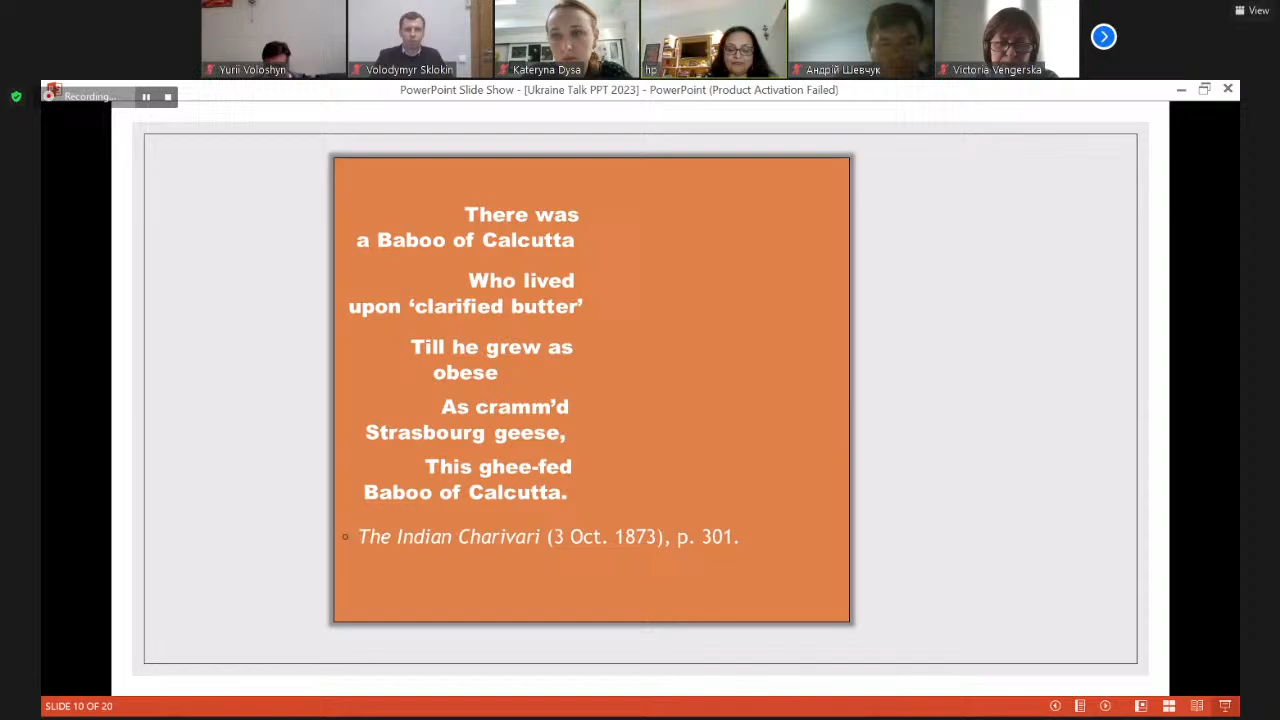 View
Yurii Voloshyn
Volodymyr Sklokin
Kateryna Dysa
hp
Андрій Шевчук
Victoria Vengerska
Recording...
PowerPoint Slide Show - [Ukraine Talk PPT 2023] - PowerPoint (Product Activation Failed)
There was
a Baboo of Calcutta
Who lived
upon ‘clarified butter’
Till he grew as
obese
As cramm’d
Strasbourg geese,
This ghee-fed
Baboo of Calcutta.
The Indian Charivari (3 Oct. 1873), p. 301.
SLIDE 10 OF 20